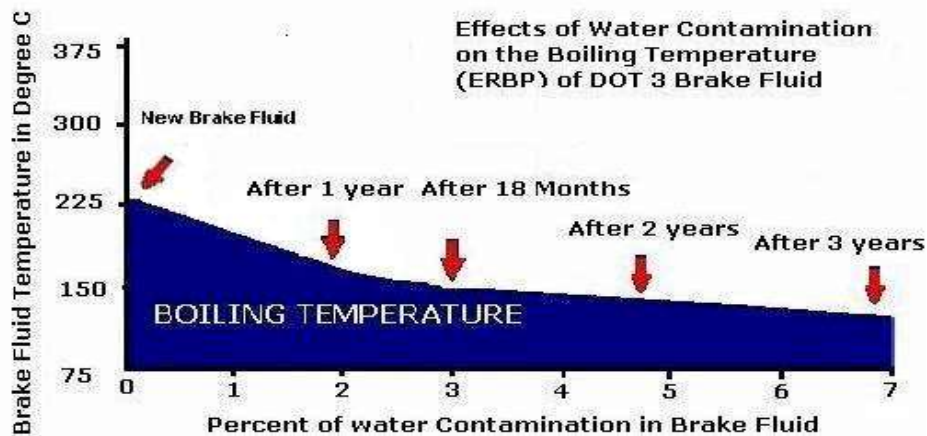 Effects of Water Contamination
on the Boiling Temperature
(ERBP) of DOT 3 Brake Fluid
Brake Fluid Temperature in Degree C
375
300
225
150
75
New Brake Fluid
After 1 year
After 18 Months
After 2 years
After 3 years
BOILING TEMPERATURE
0 1 2 3 4 5 6 7
Percent of water Contamination in Brake Fluid